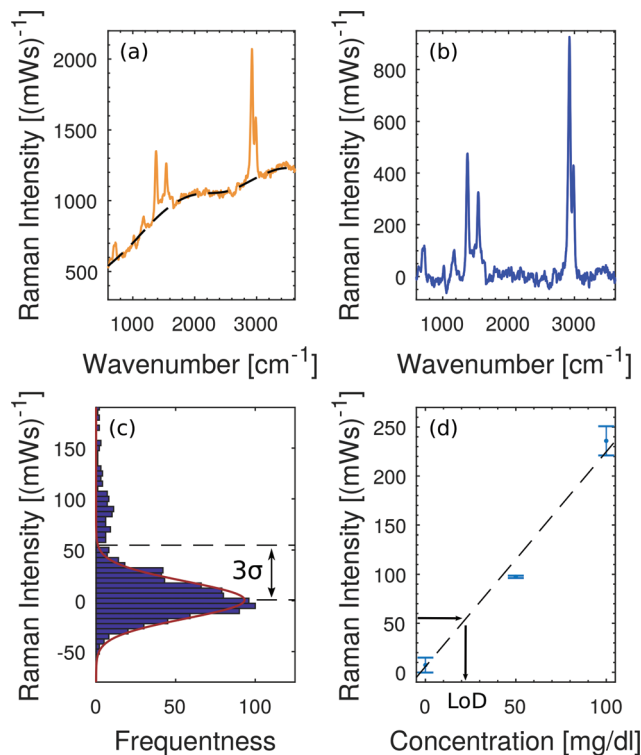 (a)
Raman Intensity [(mWs)⁻¹]
2000
1500
1000
500
1000 2000 3000
Wavenumber [cm⁻¹]
(b)
Raman Intensity [(mWs)⁻¹]
800
600
400
200
0
1000 2000 3000
Wavenumber [cm⁻¹]
(c)
Raman Intensity [(mWs)⁻¹]
150
100
50
0
-50
3σ
0 50 100
Frequentness
(d)
Raman Intensity [(mWs)⁻¹]
250
200
150
100
50
0
LoD
0 50 100
Concentration [mg/dl]